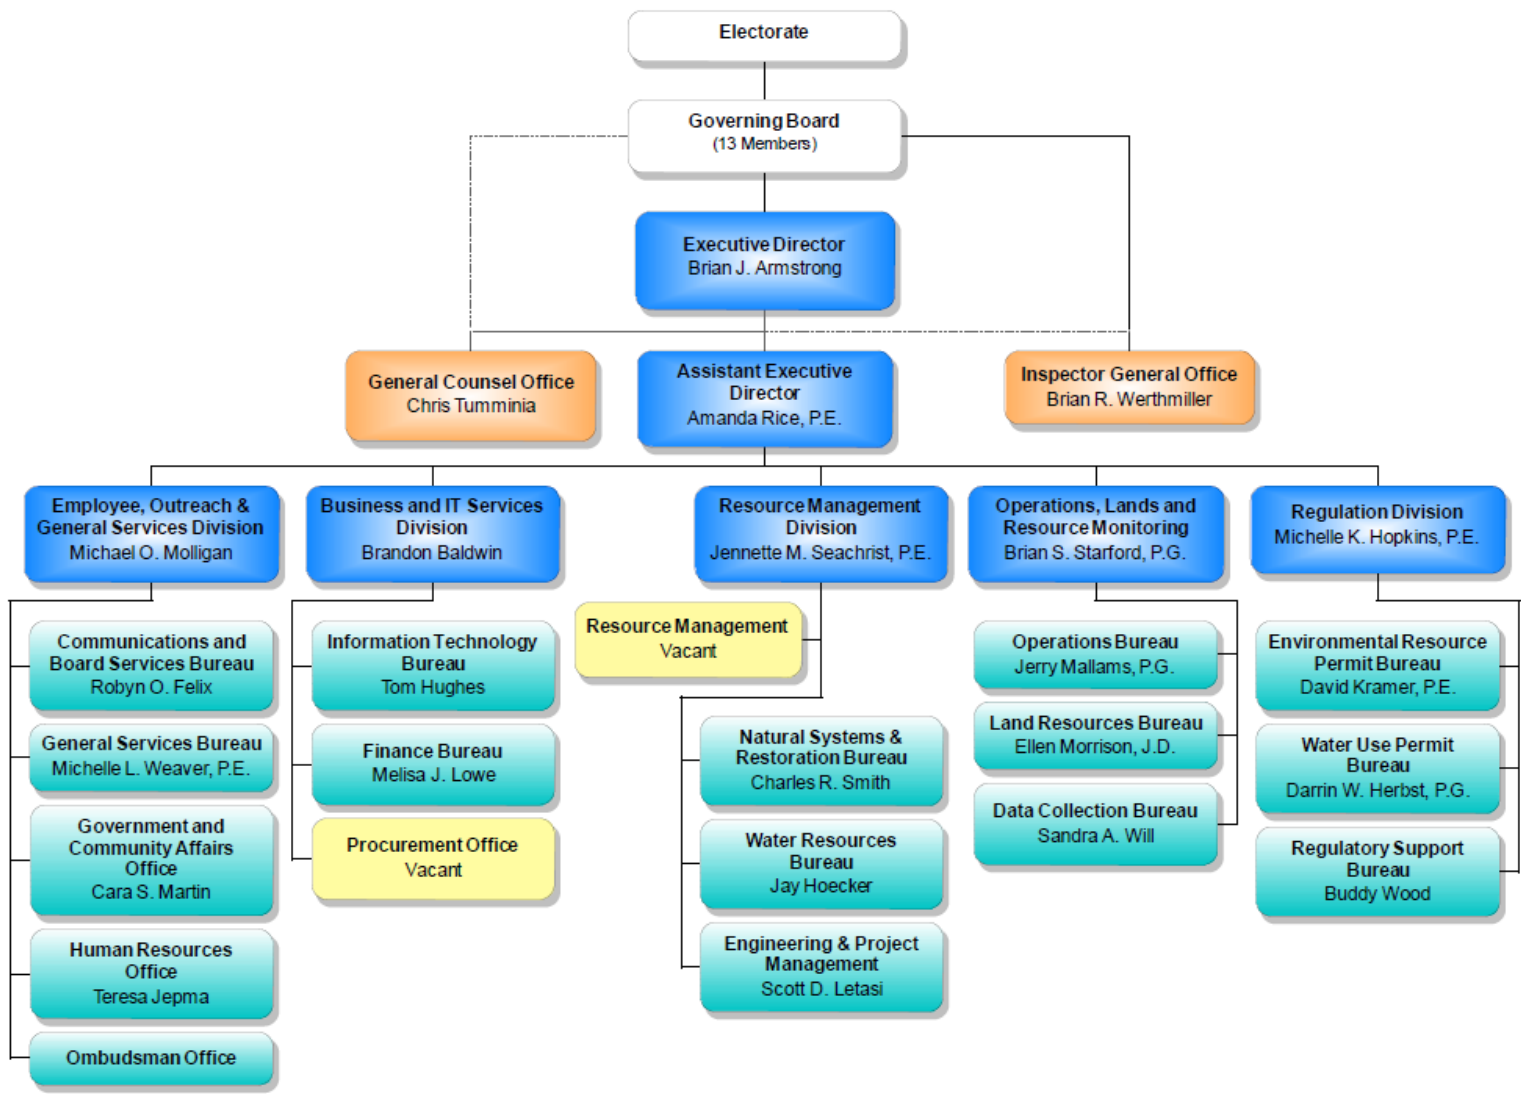 Electorate
Governing Board
(13 Members)
Executive Director
Brian J. Armstrong
General Counsel Office
Chris Tumminia
Assistant Executive
Director
Amanda Rice, P.E.
Inspector General Office
Brian R. Werthmiller
Employee, Outreach &
General Services Division
Michael O. Molligan
Business and IT Services
Division
Brandon Baldwin
Resource Management
Division
Jennette M. Seachrist, P.E.
Operations, Lands and
Resource Monitoring
Brian S. Starford, P.G.
Regulation Division
Michelle K. Hopkins, P.E.
Communications and
Board Services Bureau
Robyn O. Felix
General Services Bureau
Michelle L. Weaver, P.E.
Government and
Community Affairs
Office
Cara S. Martin
Human Resources
Office
Teresa Jepma
Ombudsman Office
Information Technology
Bureau
Tom Hughes
Finance Bureau
Melisa J. Lowe
Procurement Office
Vacant
Resource Management
Vacant
Natural Systems &
Restoration Bureau
Charles R. Smith
Water Resources
Bureau
Jay Hoecker
Engineering & Project
Management
Scott D. Letasi
Operations Bureau
Jerry Mallams, P.G.
Land Resources Bureau
Ellen Morrison, J.D.
Data Collection Bureau
Sandra A. Will
Environmental Resource
Permit Bureau
David Kramer, P.E.
Water Use Permit
Bureau
Darrin W. Herbst, P.G.
Regulatory Support
Bureau
Buddy Wood